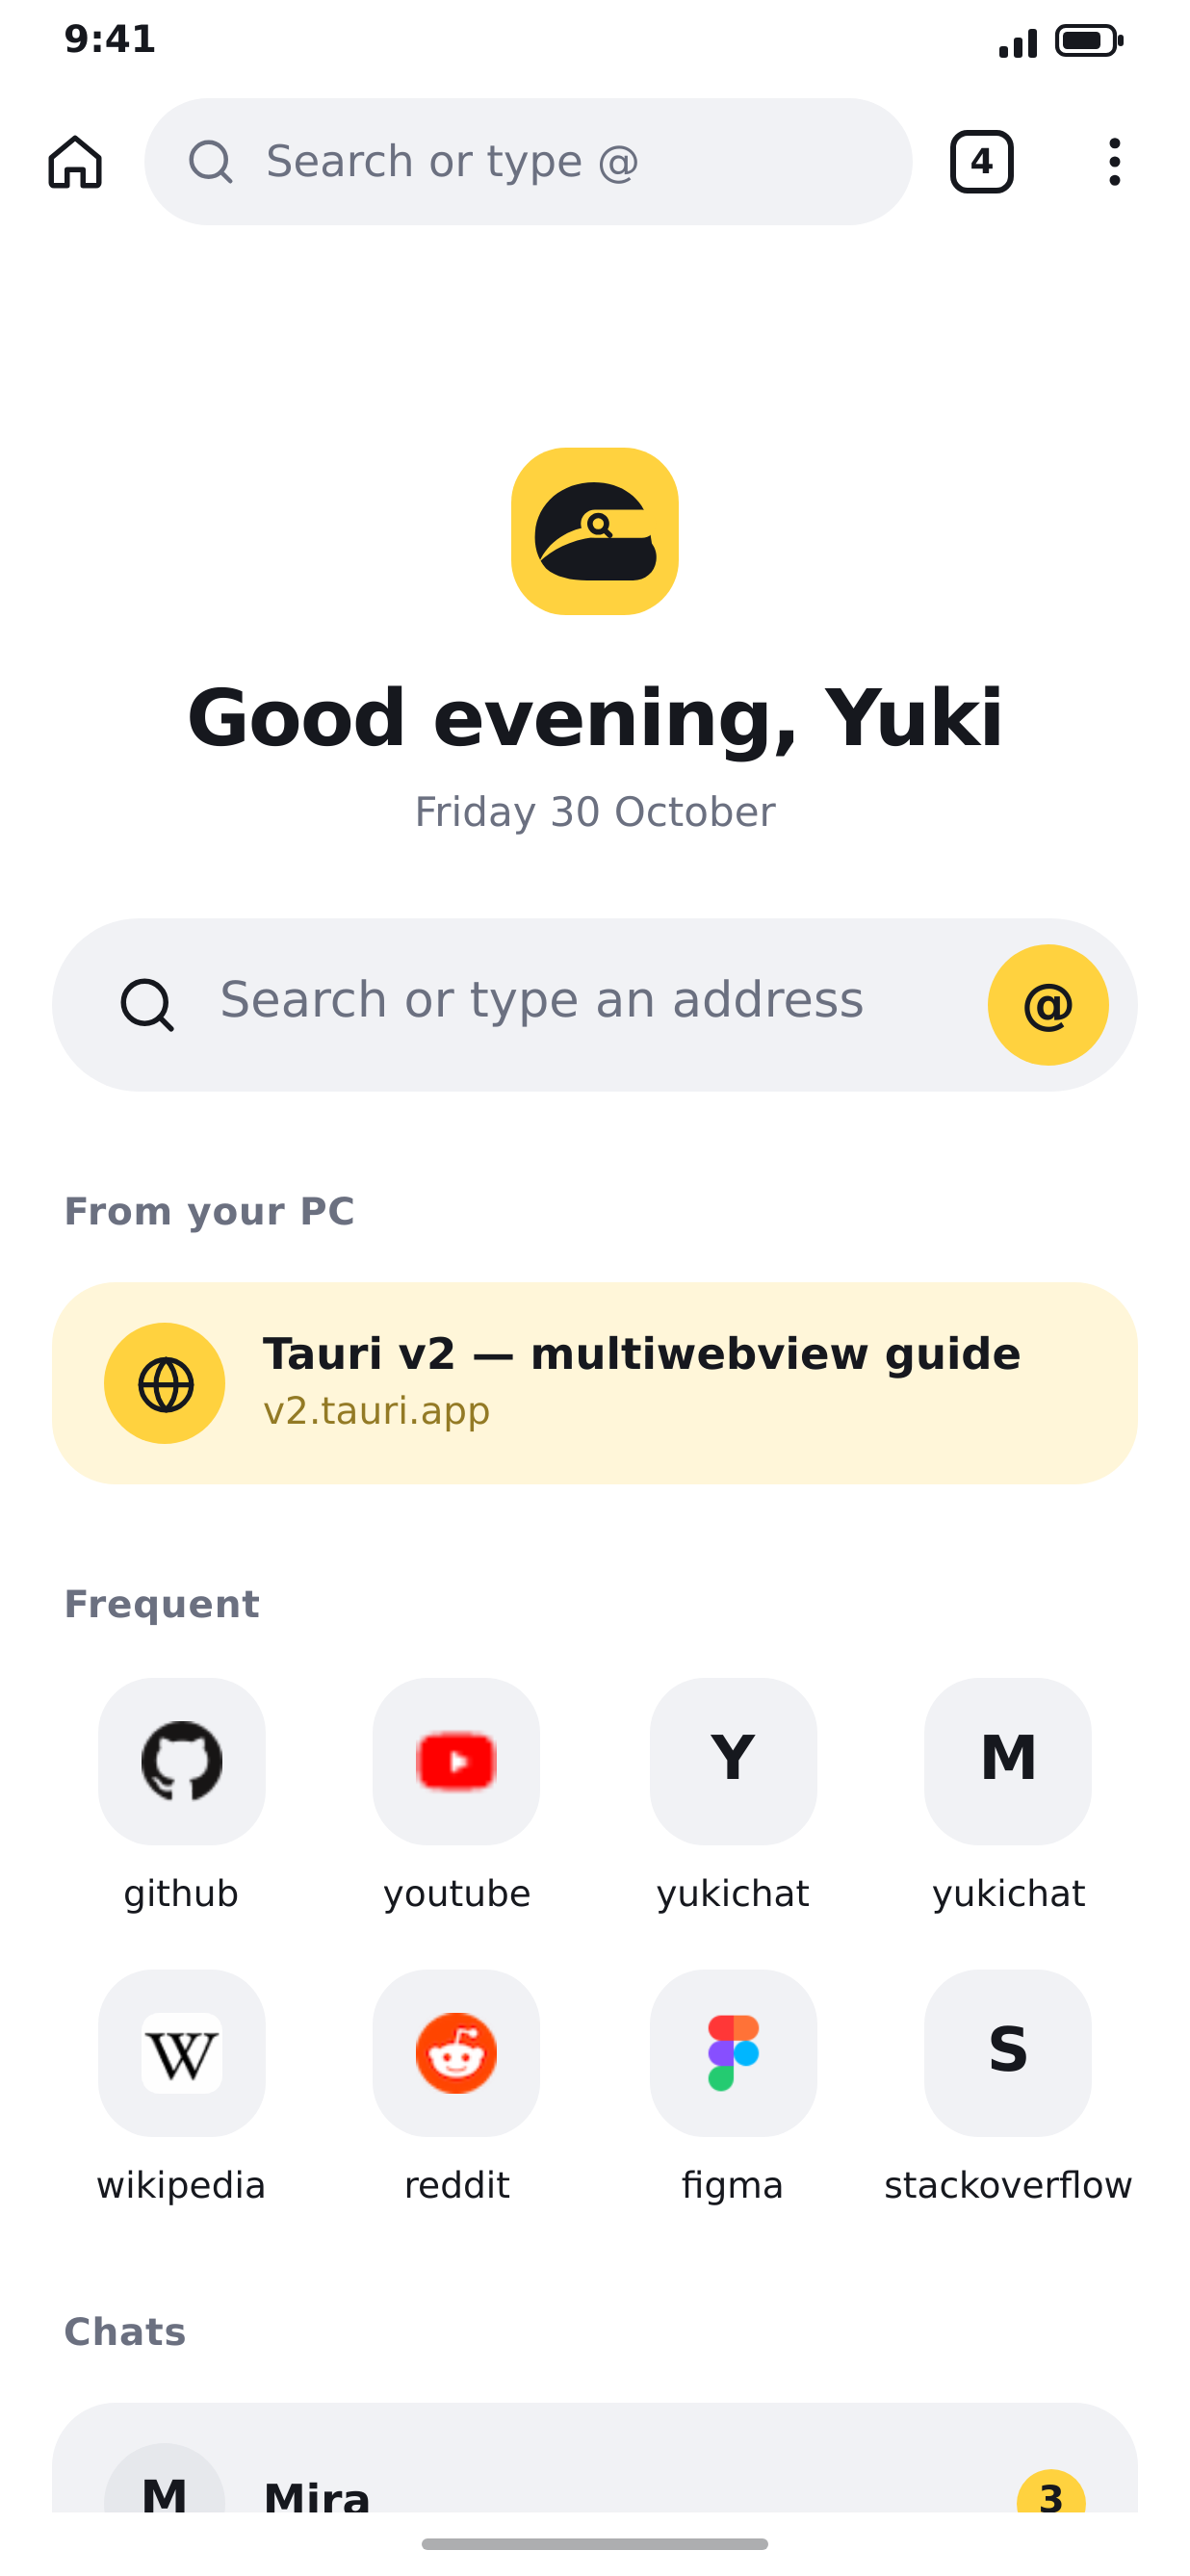 9:41
Search or type @
4
Good evening, Yuki
Friday 30 October
Search or type an address
@
From your PC
Tauri v2 — multiwebview guide
v2.tauri.app
Frequent
Y
M
github
youtube
yukichat
yukichat
W
S
wikipedia
reddit
figma
stackoverflow
Chats
M
Mira
3